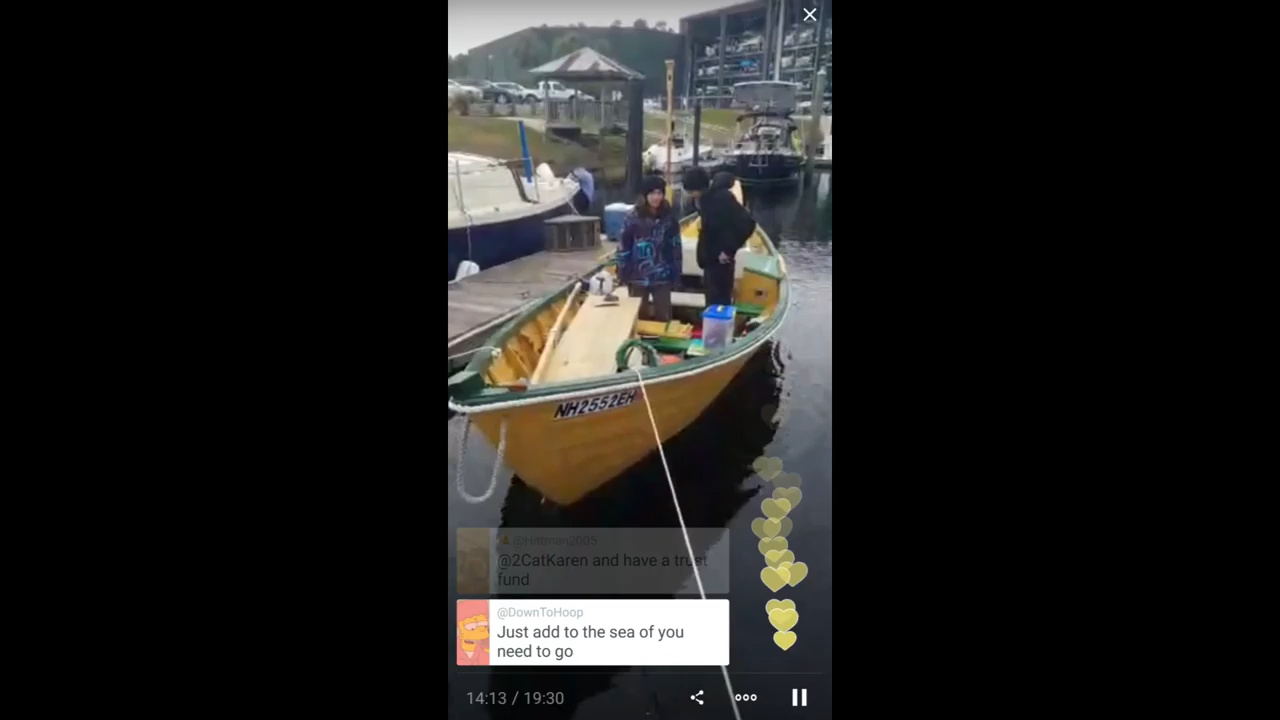 NH2552EH
@Hittman2005
@2CatKaren and have a trust
fund
@DownToHoop
Just add to the sea of you
need to go
14:13 / 19:30